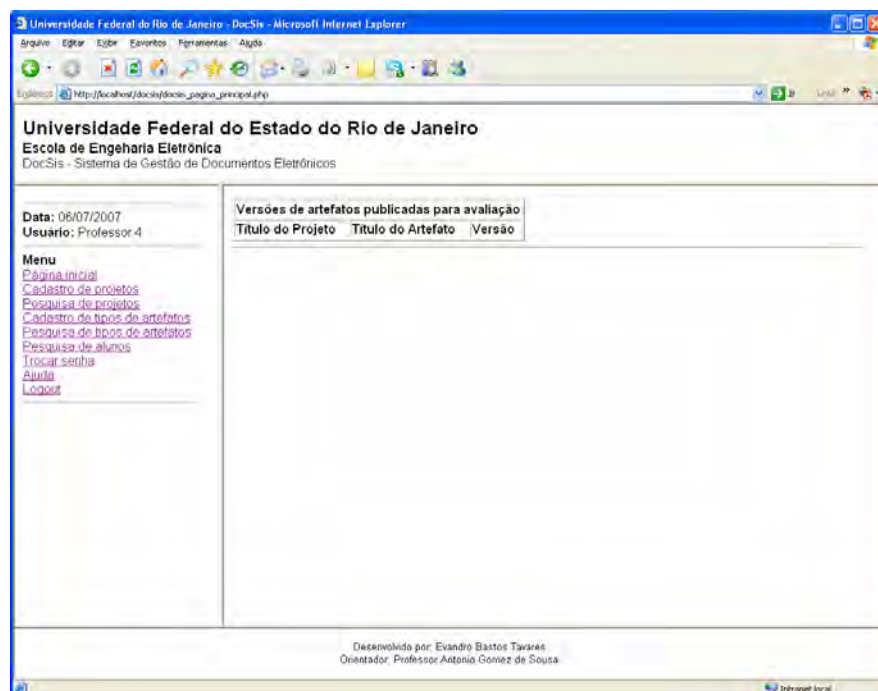 Universidade Federal do Rio de Janeiro - DocSis - Microsoft Internet Explorer
Arquivo Editar Exibir Favoritos Ferramentas Ajuda
http://localhost/docsis/docsis_pagina_principal.php
Universidade Federal do Estado do Rio de Janeiro
Escola de Engeharia Eletrônica
DocSis - Sistema de Gestão de Documentos Eletrônicos
Data: 06/07/2007
Usuário: Professor 4
Menu
Página inicial
Cadastro de projetos
Pesquisa de projetos
Cadastro de tipos de artefatos
Pesquisa de tipos de artefatos
Pesquisa de alunos
Trocar senha
Ajuda
Logout
Versões de artefatos publicadas para avaliação
Título do Projeto Título do Artefato Versão
Desenvolvido por: Evandro Bastos Tavares
Orientador: Professor Antonio Gomez de Sousa
Intranet local